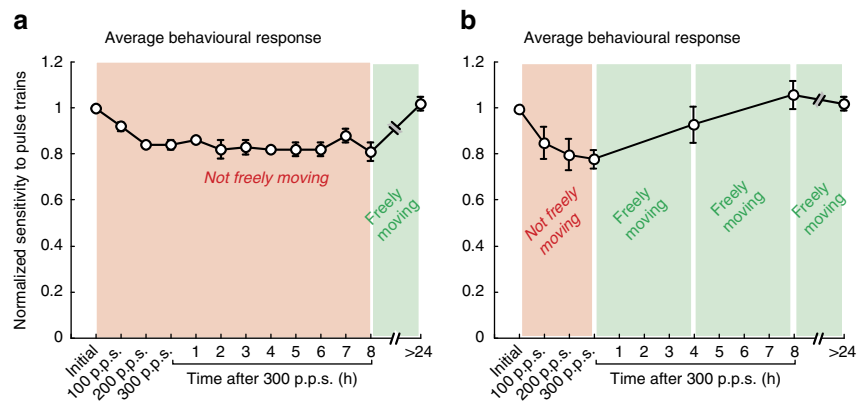 a
Average behavioural response
Normalized sensitivity to pulse trains
1.2
1
0.8
0.6
0.4
0.2
0
Not freely moving
Freely
moving
Initial
100 p.p.s.
200 p.p.s.
300 p.p.s.
1 2 3 4 5 6 7 8 >24
Time after 300 p.p.s. (h)
b
Average behavioural response
1.2
1
0.8
0.6
0.4
0.2
0
Not freely
moving
Freely
moving
Freely
moving
Freely
moving
Initial
100 p.p.s.
200 p.p.s.
300 p.p.s.
1 2 3 4 5 6 7 8 >24
Time after 300 p.p.s. (h)